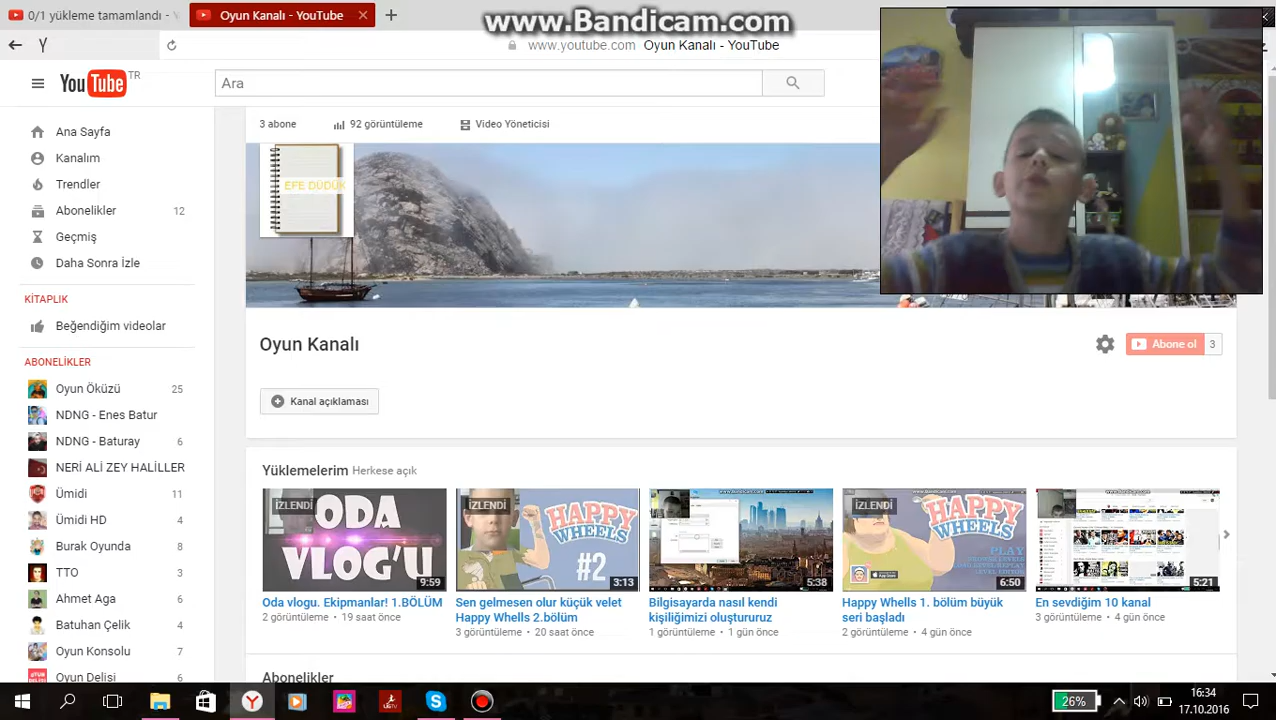 0/1 yükleme tamamlandı - Y
Oyun Kanalı - YouTube
www.Bandicam.com
www.youtube.com Oyun Kanalı - YouTube
YouTube TR
Ara
3 abone 92 görüntüleme Video Yöneticisi
Ana Sayfa
Kanalım
Trendler
Abonelikler 12
Geçmiş
Daha Sonra İzle
KİTAPLIK
Beğendiğim videolar
ABONELİKLER
Oyun Öküzü 25
NDNG - Enes Batur
NDNG - Baturay 6
NERİ ALİ ZEY HALİLLER
Ümidi 11
Ümidi HD 4
Burak Oyunda 8
TTO 3
Ahmet Aga 6
Batuhan Çelik 4
Oyun Konsolu 7
Oyun Delisi 6
EFE DÜDÜK
Oyun Kanalı
Abone ol 3
Kanal açıklaması
Yüklemelerim Herkese açık
İZLENDİ
ODA
VLOG'U
9:59
Oda vlogu. Ekipmanlar! 1.BÖLÜM
2 görüntüleme • 19 saat önce
İZLENDİ
HAPPY
WHEELS
#2
3:13
Sen gelmesen olur küçük velet
Happy Whells 2.bölüm
3 görüntüleme • 20 saat önce
www.Bandicam.com
5:38
Bilgisayarda nasıl kendi
kişiliğimizi oluştururuz
1 görüntüleme • 1 gün önce
İZLENDİ
HAPPY
WHEELS
PLAY
6:50
Happy Whells 1. bölüm büyük
seri başladı
2 görüntüleme • 4 gün önce
www.Bandicam.com
5:21
En sevdiğim 10 kanal
3 görüntüleme • 4 gün önce
Abonelikler
26%
16:34
17.10.2016